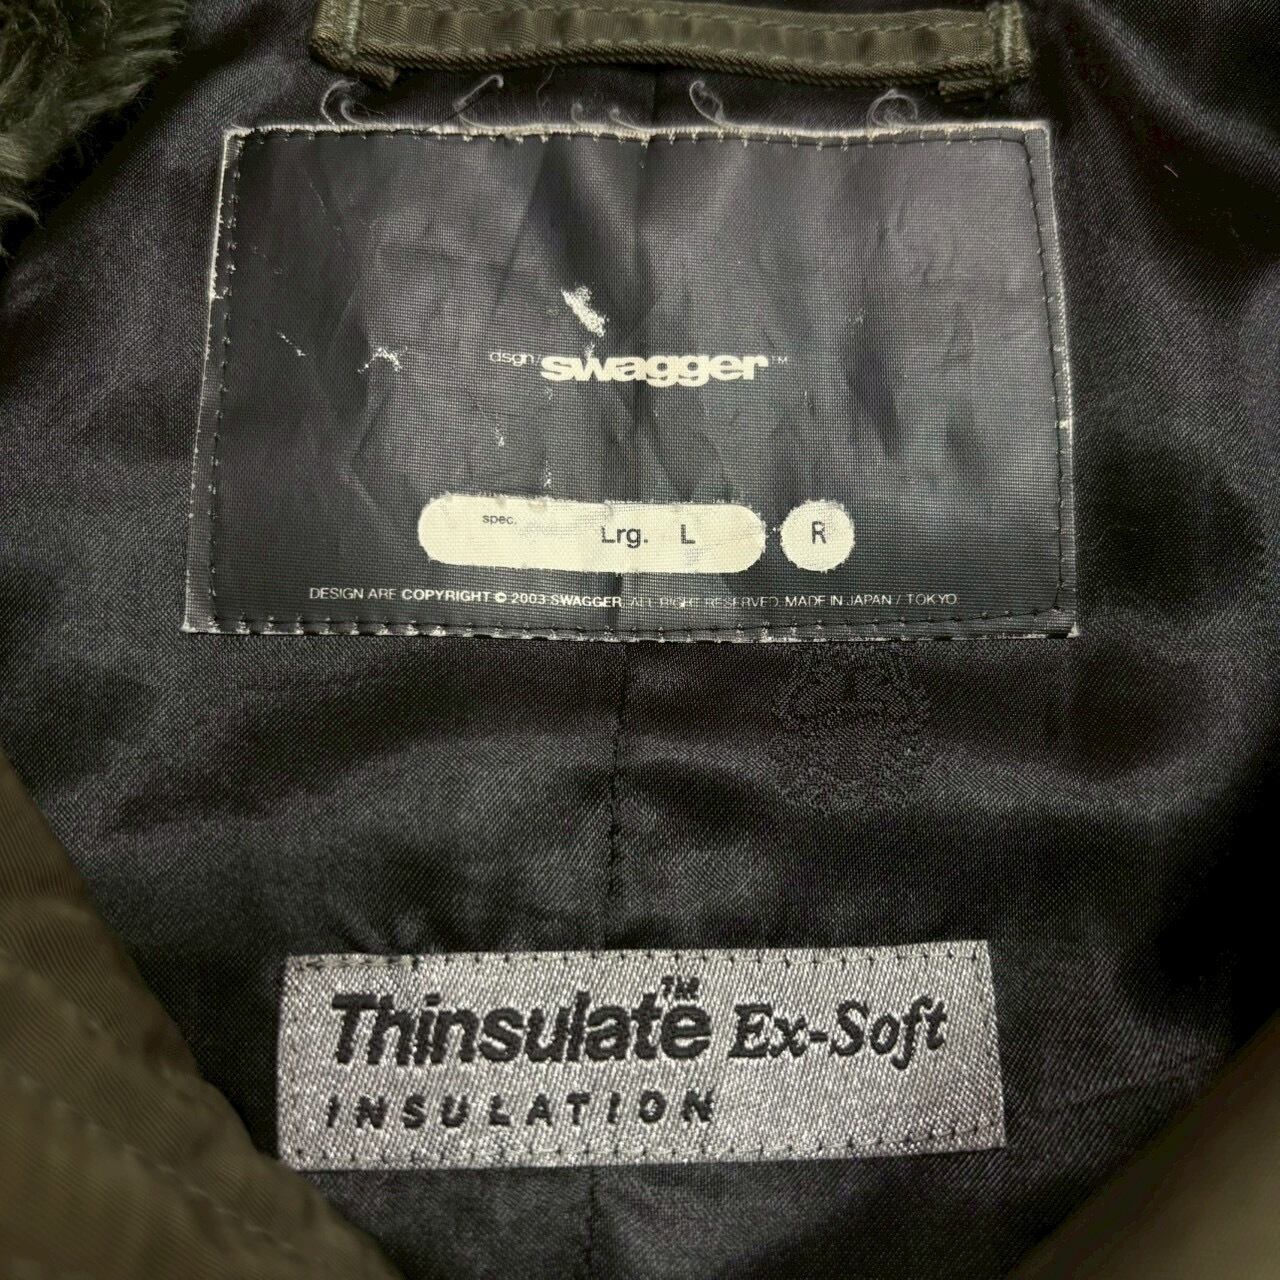 dsgn/swagger™
spec. Lrg. L R
DESIGN ARE COPYRIGHT © 2003 SWAGGER. ALL RIGHT RESERVED. MADE IN JAPAN / TOKYO
Thinsulate™ Ex-Soft
INSULATION